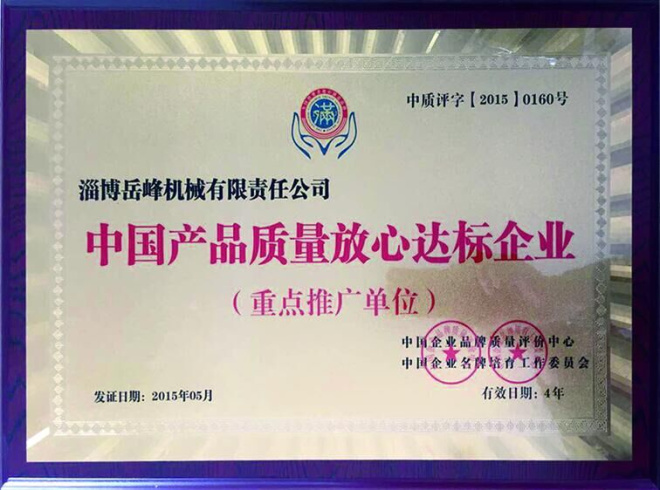 满
中质评字【2015】0160号
淄博岳峰机械有限责任公司
中国产品质量放心达标企业
（重点推广单位）
中国企业品牌质量评价中心
中国企业名牌培育工作委员会
发证日期：2015年05月
有效日期：4年